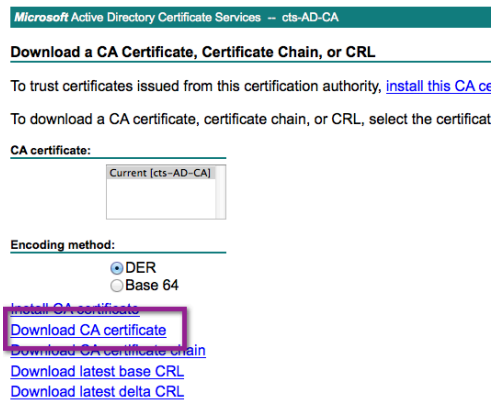 Microsoft Active Directory Certificate Services -- cts-AD-CA
Download a CA Certificate, Certificate Chain, or CRL
To trust certificates issued from this certification authority, install this CA ce
To download a CA certificate, certificate chain, or CRL, select the certificat
CA certificate:
Current [cts-AD-CA]
Encoding method:
DER
Base 64
Install CA certificate
Download CA certificate
Download CA certificate chain
Download latest base CRL
Download latest delta CRL